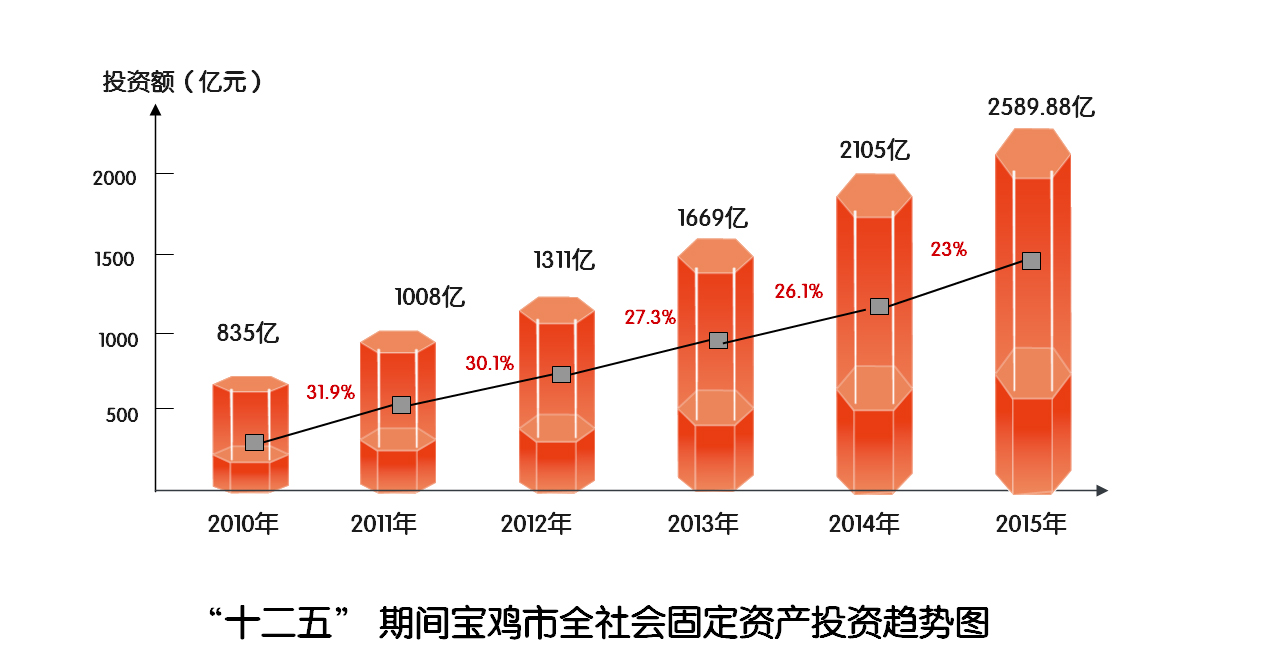 投资额（亿元）
2589.88亿
2105亿
2000
1669亿
23%
1500
1311亿
26.1%
1008亿
27.3%
835亿
1000
30.1%
31.9%
500
2010年 2011年 2012年 2013年 2014年 2015年
“十二五” 期间宝鸡市全社会固定资产投资趋势图